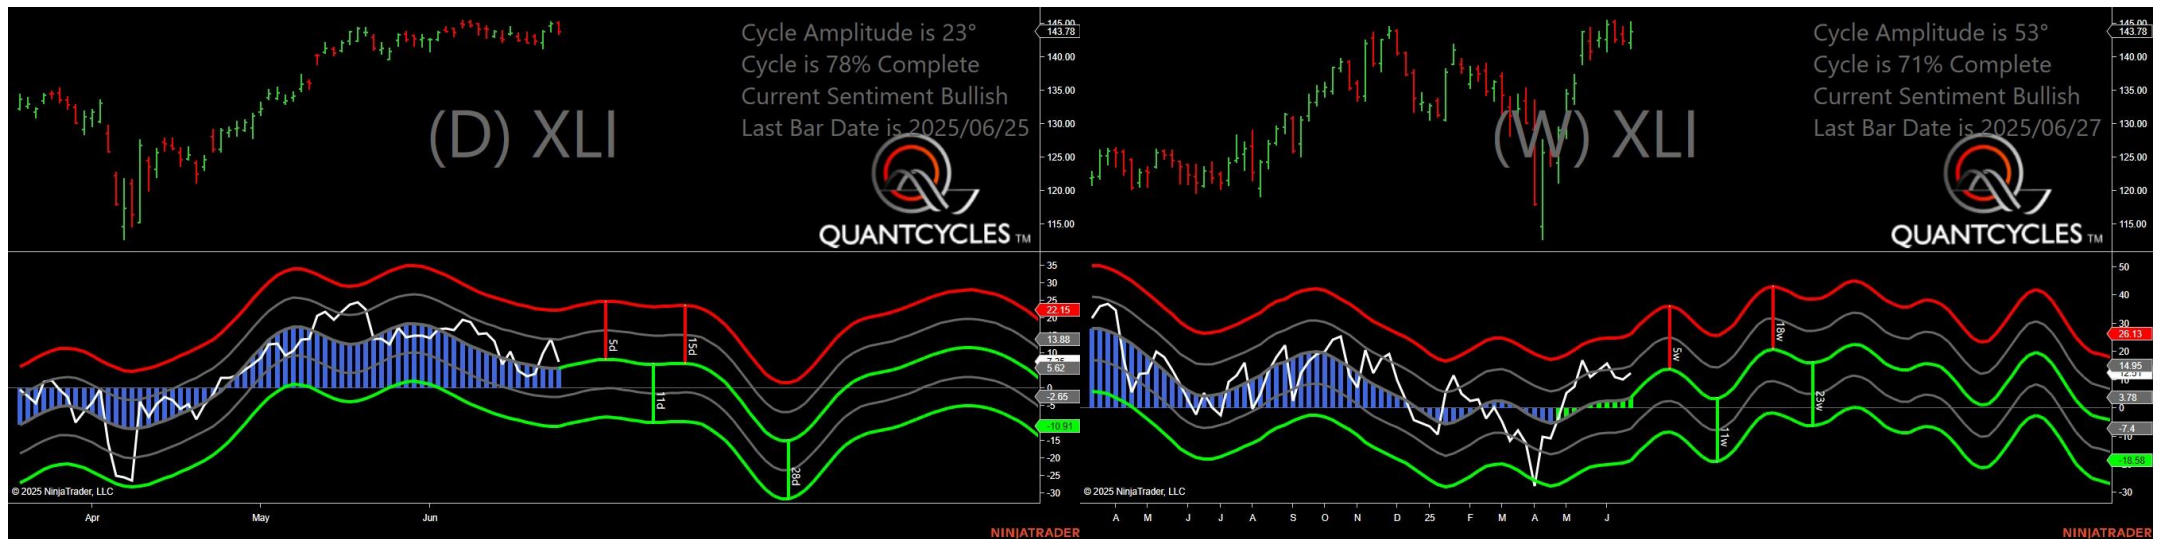 Cycle Amplitude is 23°
Cycle is 78% Complete
Current Sentiment Bullish
Last Bar Date is 2025/06/25
(D) XLI
QUANTCYCLES TM
145.00
143.78
140.00
135.00
130.00
125.00
120.00
115.00
35
30
25
22.15
20
13.88
10
5.62
0
-2.65
-5
-10.91
-15
-20
-25
-30
5d
11d
15d
28d
© 2025 NinjaTrader, LLC
Apr May Jun
NINJATRADER
Cycle Amplitude is 53°
Cycle is 71% Complete
Current Sentiment Bullish
Last Bar Date is 2025/06/27
(W) XLI
QUANTCYCLES TM
145.00
143.78
140.00
135.00
130.00
125.00
120.00
115.00
50
40
30
26.13
20
14.95
10
3.78
0
-7.4
-10
-18.58
-30
5w
11w
18w
23w
© 2025 NinjaTrader, LLC
A M J J A S O N D 25 F M A M J
NINJATRADER